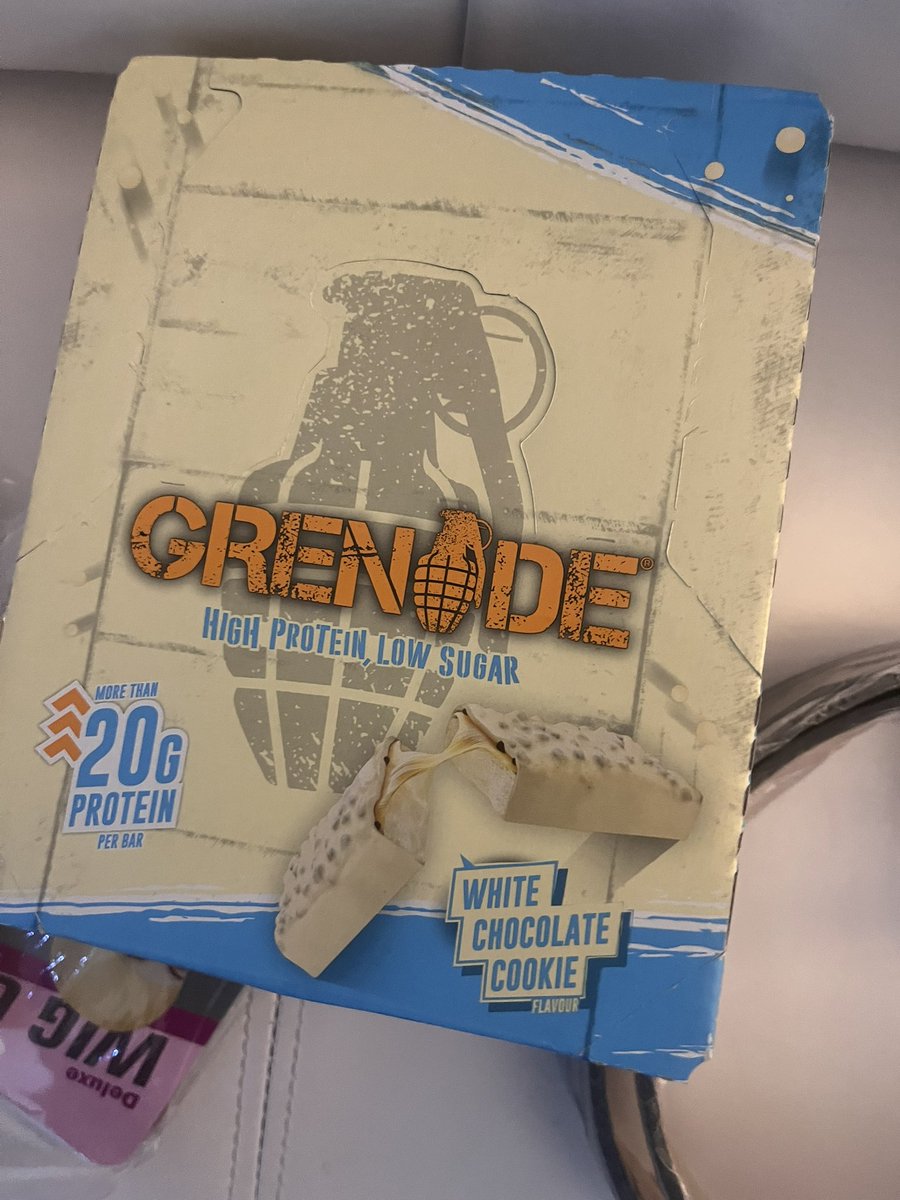 GRENADE®
HIGH PROTEIN, LOW SUGAR
MORE THAN
20G
PROTEIN
PER BAR
WHITE
CHOCOLATE
COOKIE
FLAVOUR
Deluxe
WIG